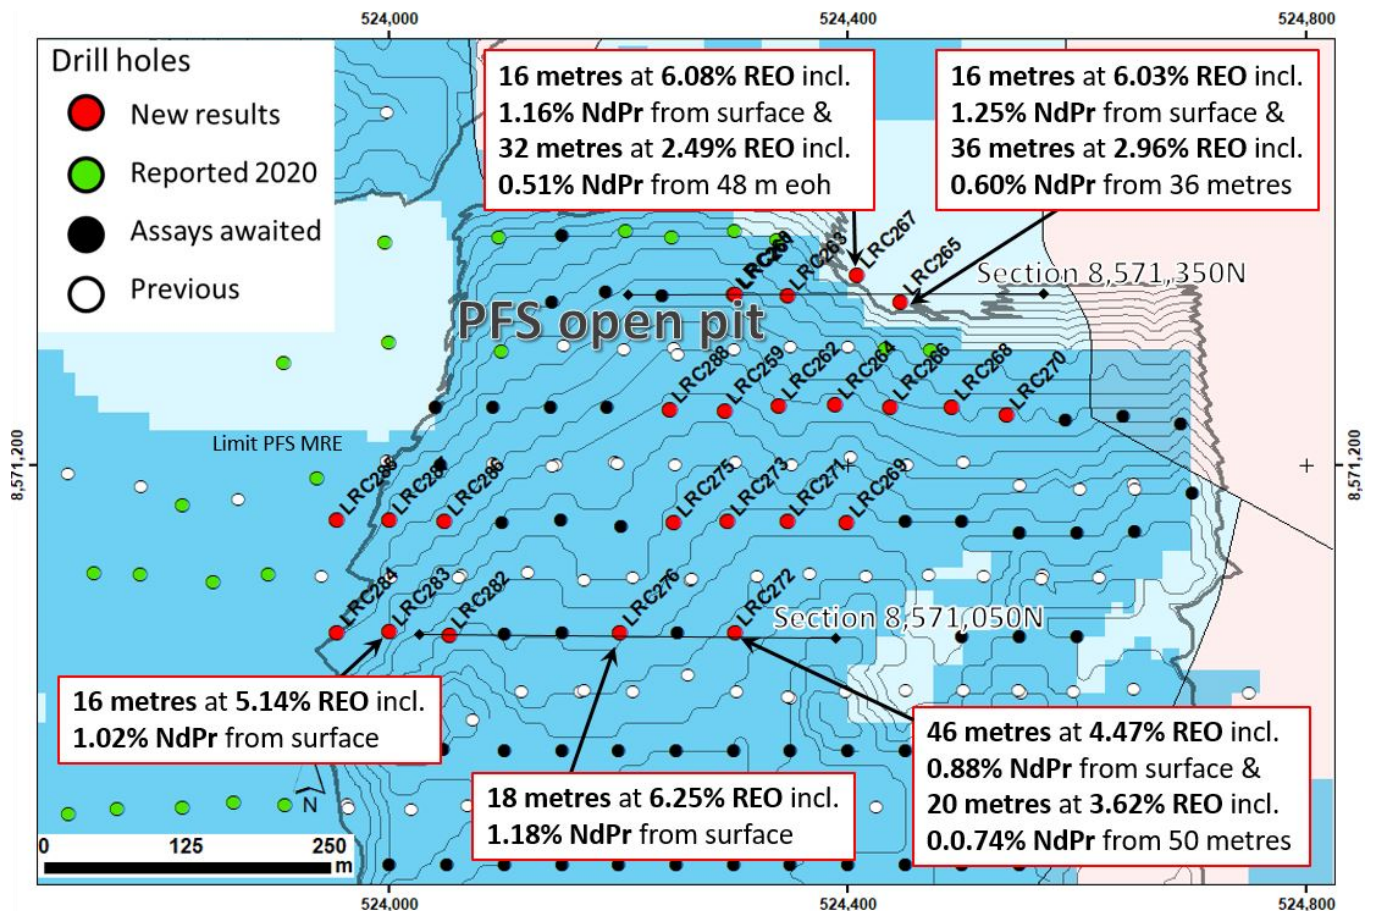 524,000
524,400
524,800
Drill holes
New results
Reported 2020
Assays awaited
Previous
16 metres at 6.08% REO incl.
1.16% NdPr from surface &
32 metres at 2.49% REO incl.
0.51% NdPr from 48 m eoh
16 metres at 6.03% REO incl.
1.25% NdPr from surface &
36 metres at 2.96% REO incl.
0.60% NdPr from 36 metres
LRC263
LRC267
LRC265
Section 8,571,350N
PFS open pit
LRC288
LRC259
LRC262
LRC264
LRC266
LRC268
LRC270
Limit PFS MRE
8,571,200
8,571,200
LRC285
LRC287
LRC286
LRC275
LRC273
LRC271
LRC269
LRC284
LRC283
LRC282
LRC276
LRC272
Section 8,571,050N
16 metres at 5.14% REO incl.
1.02% NdPr from surface
18 metres at 6.25% REO incl.
1.18% NdPr from surface
46 metres at 4.47% REO incl.
0.88% NdPr from surface &
20 metres at 3.62% REO incl.
0.0.74% NdPr from 50 metres
N
0 125 250
m
524,000
524,400
524,800